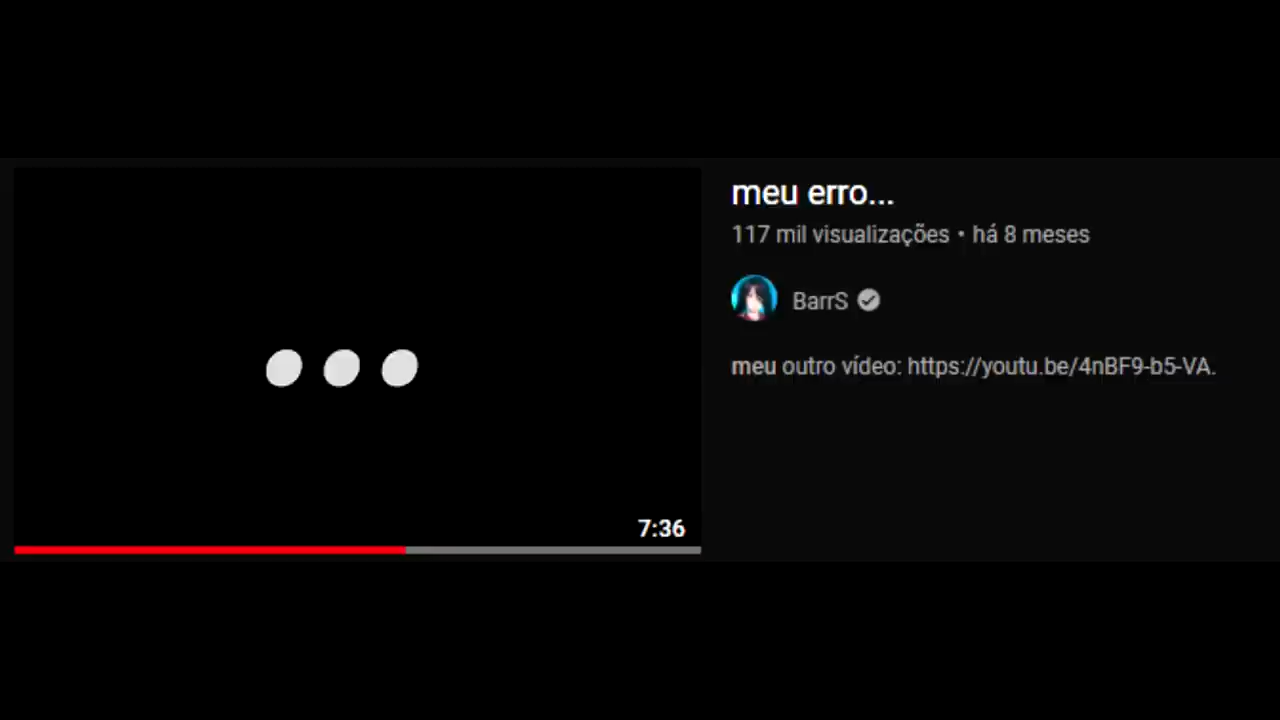 meu erro...
117 mil visualizações • há 8 meses
BarrS
meu outro vídeo: https://youtu.be/4nBF9-b5-VA.
7:36